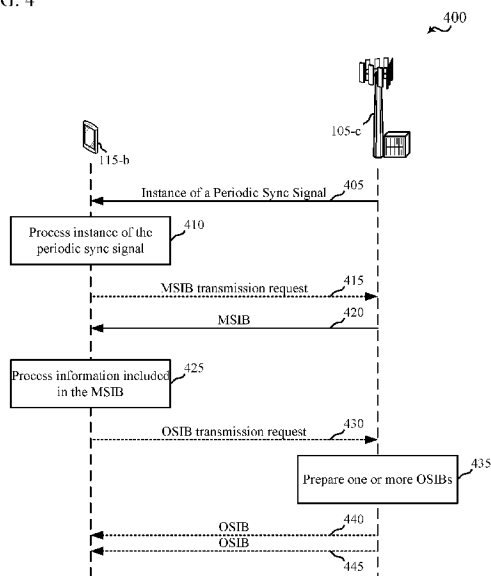 400
105-c
115-b
Instance of a Periodic Sync Signal
405
Process instance of the
periodic sync signal
410
MSIB transmission request
415
MSIB
420
Process information included
in the MSIB
425
OSIB transmission request
430
Prepare one or more OSIBs
435
OSIB
440
OSIB
445